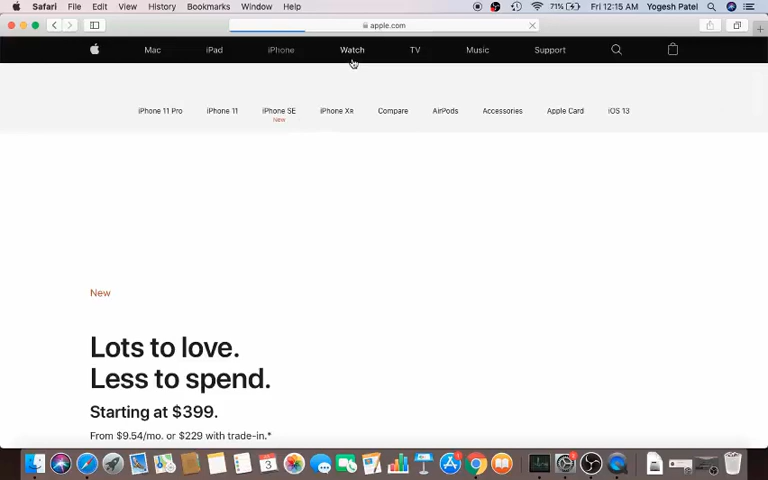 Safari File Edit View History Bookmarks Window Help 71% Fri 12:15 AM Yogesh Patel
apple.com
Mac iPad iPhone Watch TV Music Support
iPhone 11 Pro iPhone 11 iPhone SE iPhone XR Compare AirPods Accessories Apple Card iOS 13
New
New
Lots to love.
Less to spend.
Starting at $399.
From $9.54/mo. or $229 with trade-in.*
3